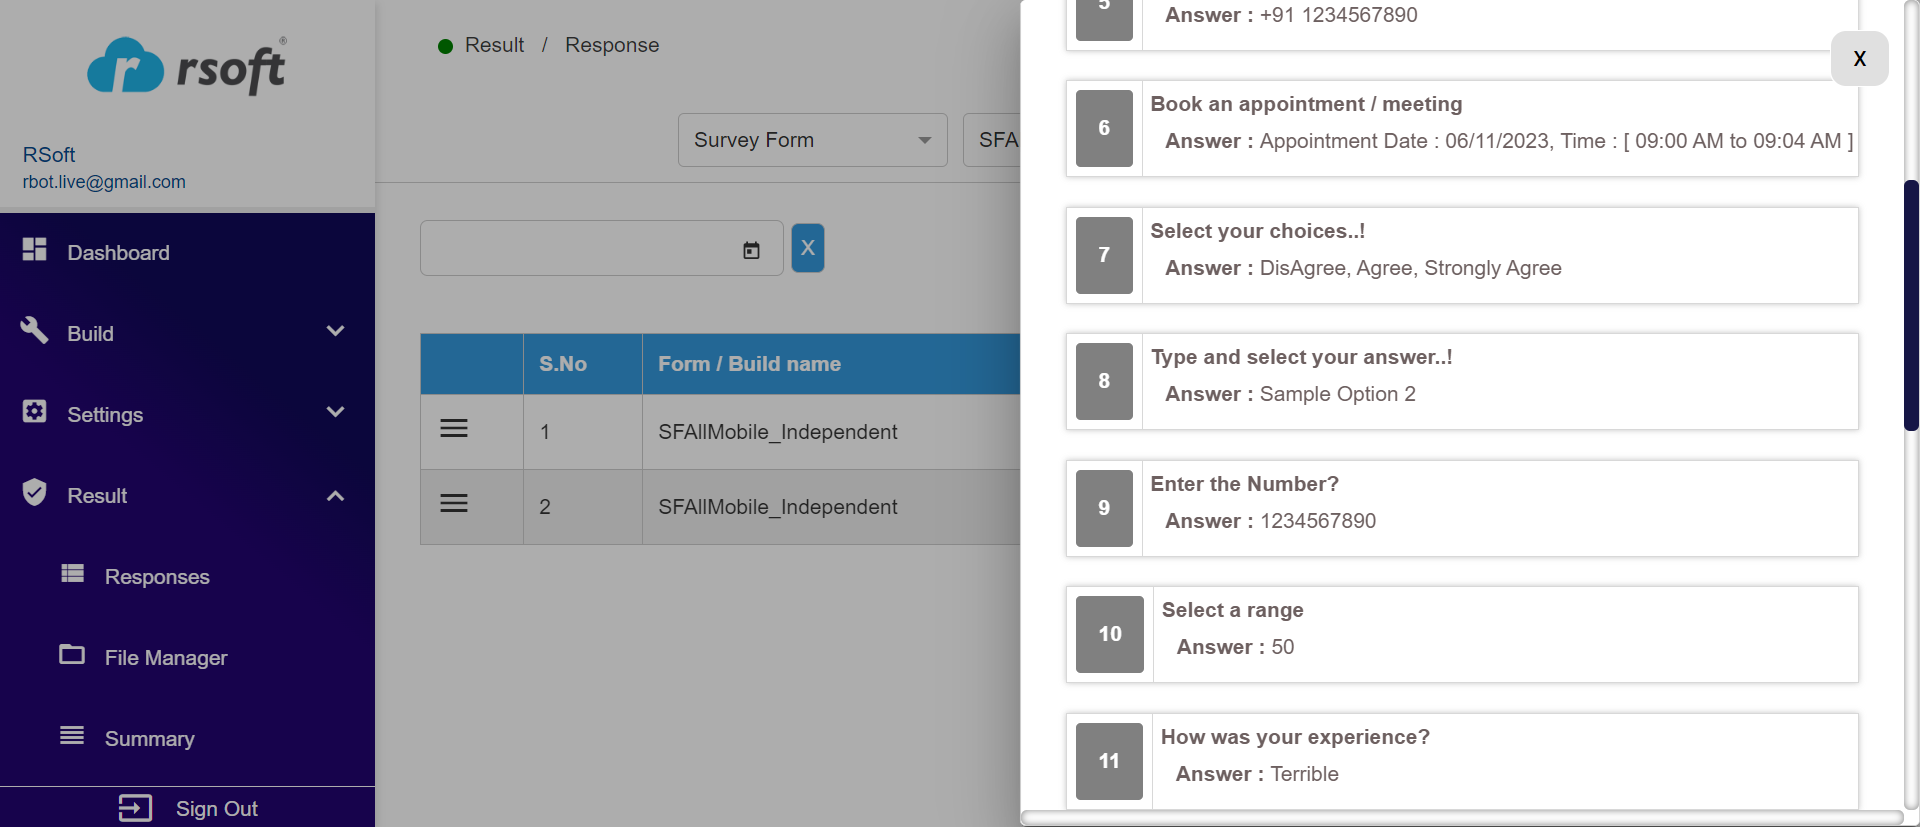 r rsoft®
RSoft
rbot.live@gmail.com
Dashboard
Build
Settings
Result
Responses
File Manager
Summary
Sign Out
Result / Response
Survey Form
SFA
X
S.No Form / Build name
1 SFAllMobile_Independent
2 SFAllMobile_Independent
X
5
Answer : +91 1234567890
6 Book an appointment / meeting
Answer : Appointment Date : 06/11/2023, Time : [ 09:00 AM to 09:04 AM ]
7 Select your choices..!
Answer : DisAgree, Agree, Strongly Agree
8 Type and select your answer..!
Answer : Sample Option 2
9 Enter the Number?
Answer : 1234567890
10 Select a range
Answer : 50
11 How was your experience?
Answer : Terrible